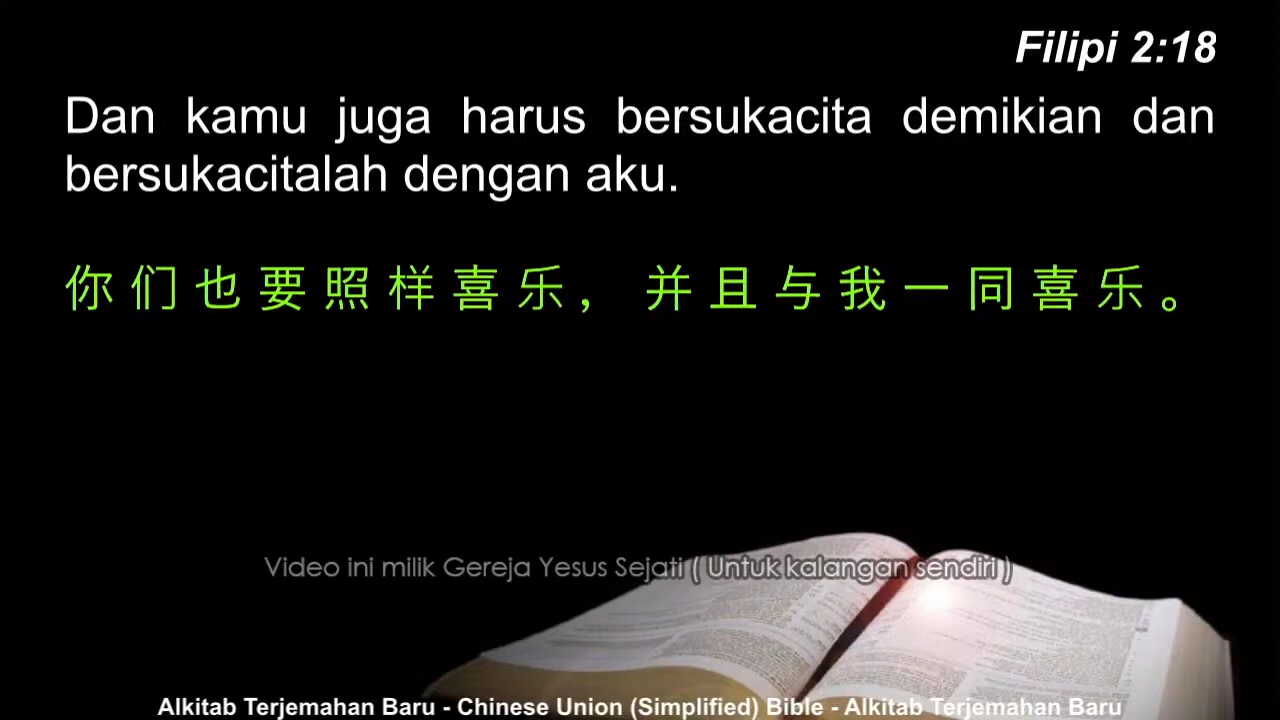 Filipi 2:18
Dan kamu juga harus bersukacita demikian dan
bersukacitalah dengan aku.
你们也要照样喜乐，并且与我一同喜乐。
Video ini milik Gereja Yesus Sejati ( Untuk kalangan sendiri )
Alkitab Terjemahan Baru - Chinese Union (Simplified) Bible - Alkitab Terjemahan Baru